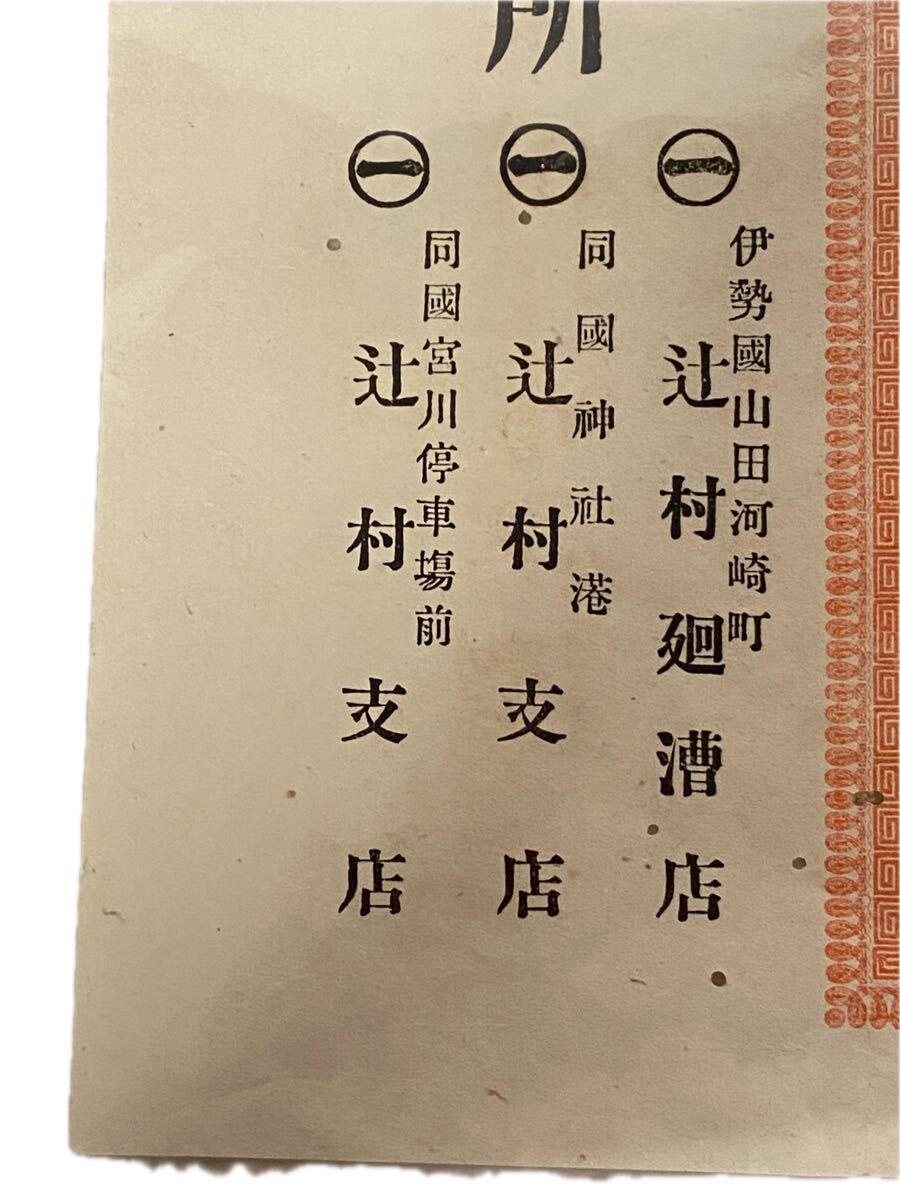 所
㊀
伊勢國山田河崎町
辻村廻漕店
㊀
同國神社港
辻村支店
㊀
同國宮川停車塲前
辻村支店